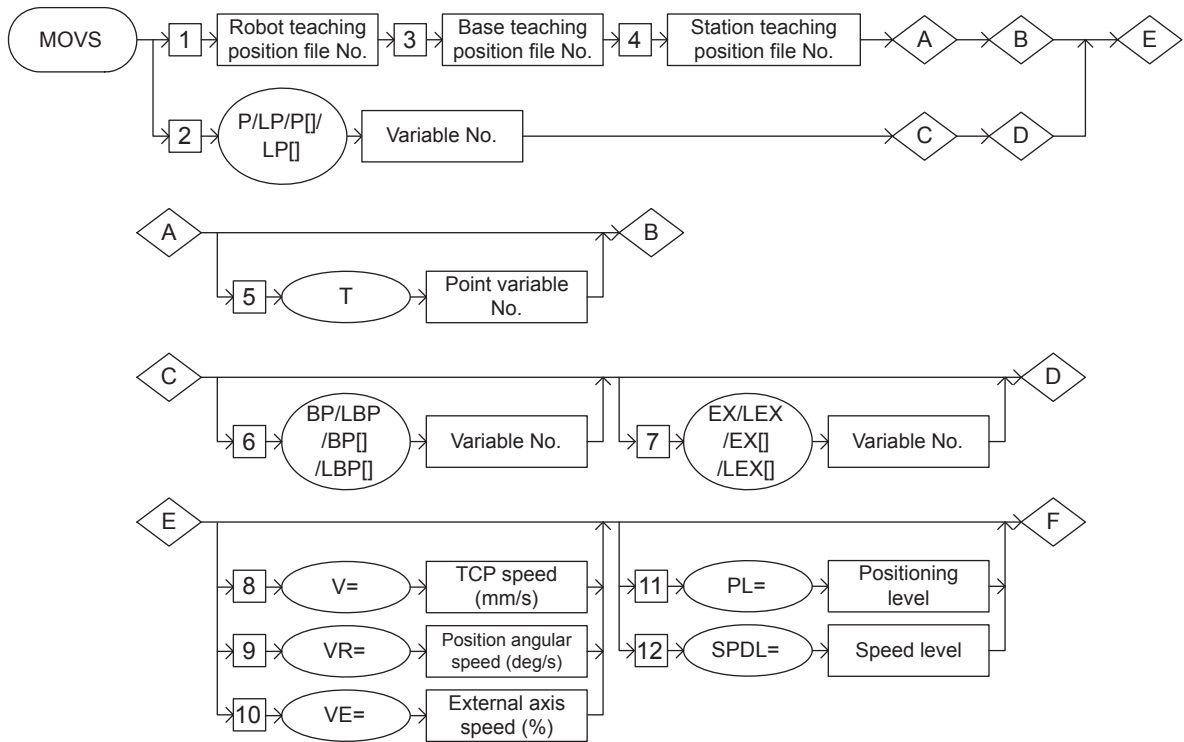 MOVS
1
Robot teaching
position file No.
3
Base teaching
position file No.
4
Station teaching
position file No.
A
B
E
2
P/LP/P[]/
LP[]
Variable No.
C
D
A
B
5
T
Point variable
No.
C
D
6
BP/LBP
/BP[]
/LBP[]
Variable No.
7
EX/LEX
/EX[]
/LEX[]
Variable No.
E
F
8
V=
TCP speed
(mm/s)
11
PL=
Positioning
level
9
VR=
Position angular
speed (deg/s)
12
SPDL=
Speed level
10
VE=
External axis
speed (%)